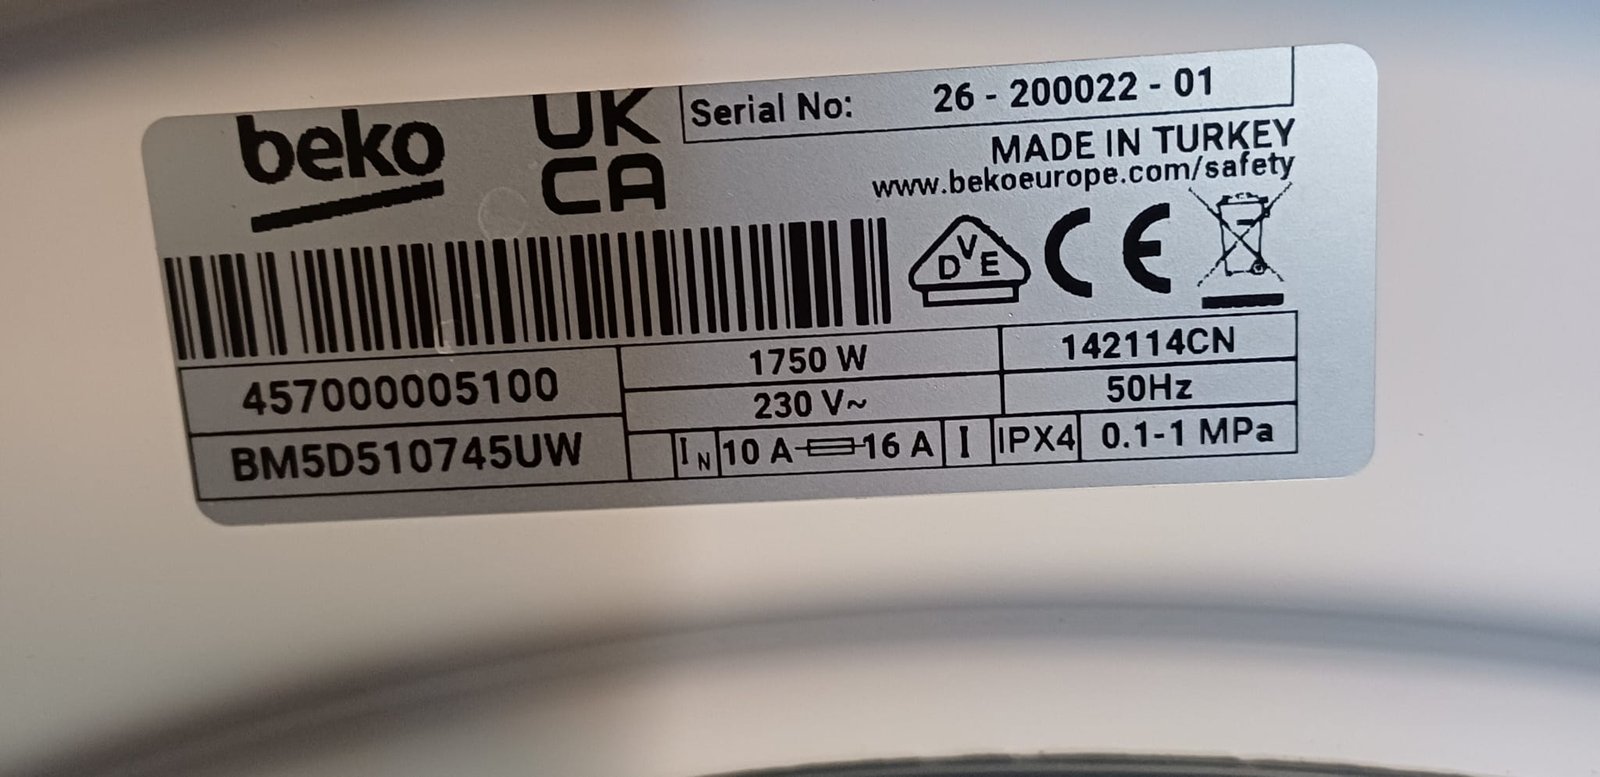 beko
UK
CA
Serial No: 26 - 200022 - 01
MADE IN TURKEY
www.bekoeurope.com/safety
DVE
CE
457000005100
1750 W
142114CN
230 V~
50Hz
BM5D510745UW
IN 10 A 16 A I IPX4 0.1-1 MPa